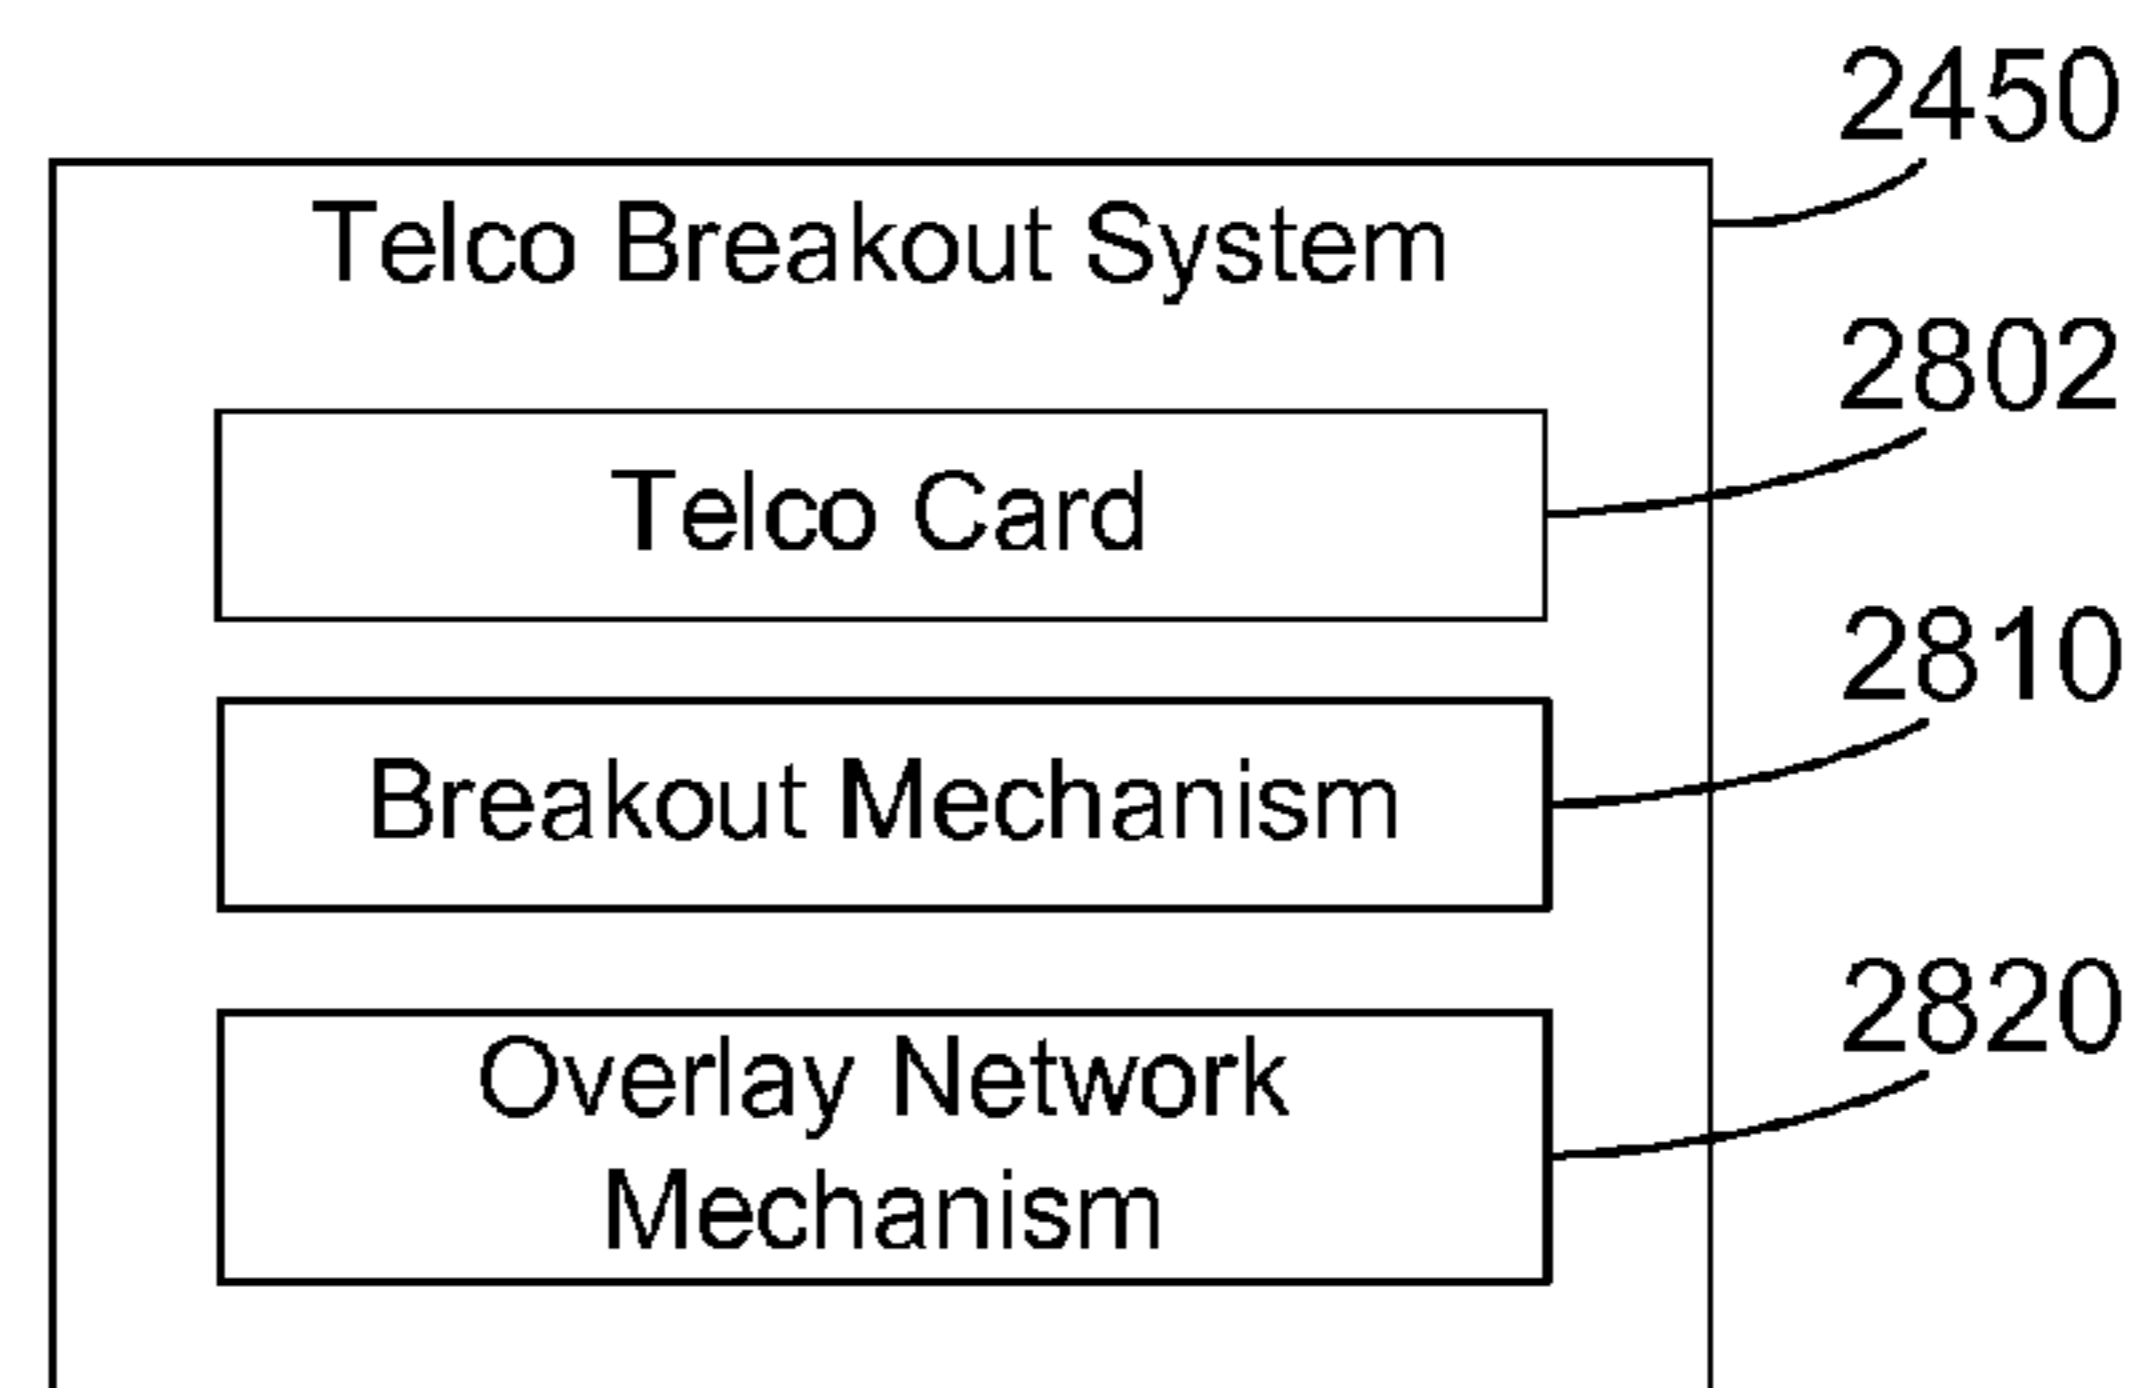 2450
Telco Breakout System
2802
Telco Card
2810
Breakout Mechanism
2820
Overlay Network
Mechanism